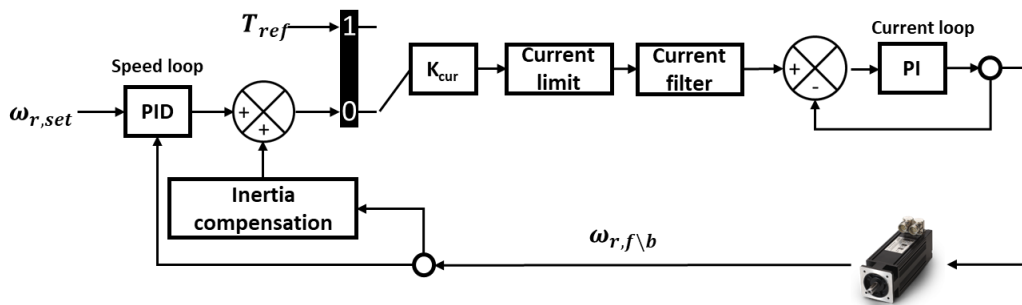 T_ref
1
0
Speed loop
ω_r,set
PID
+
+
Inertia
compensation
K_cur
Current
limit
Current
filter
+
-
Current loop
PI
ω_r,f\b